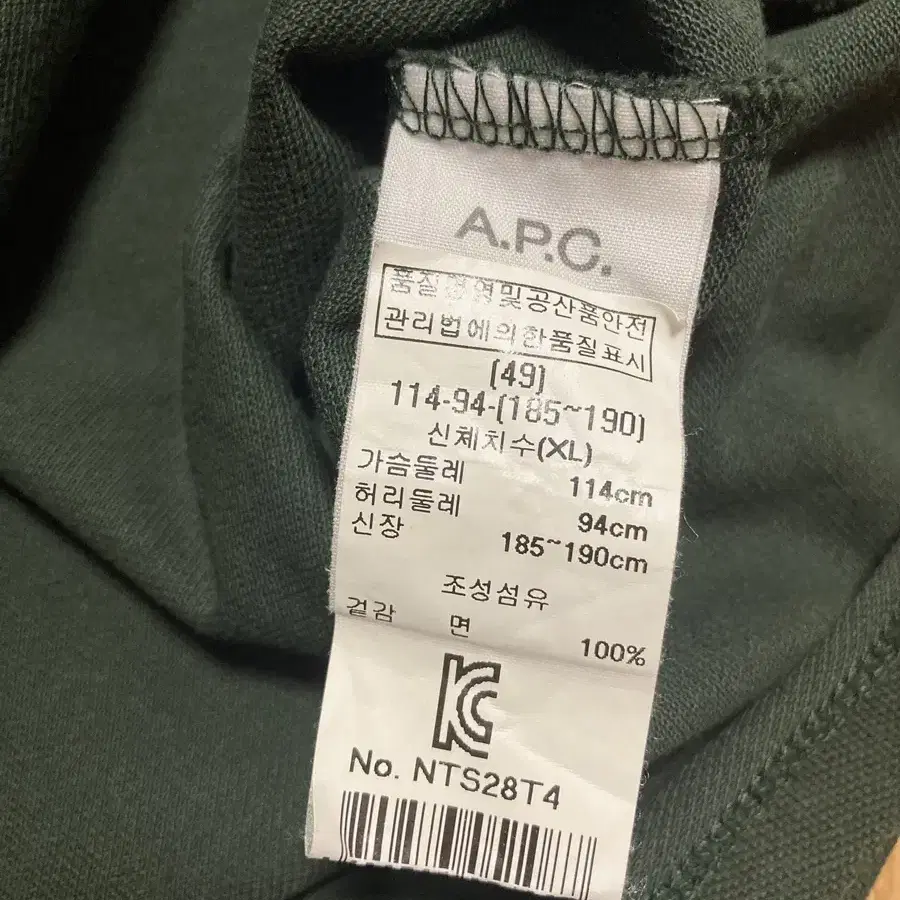 A.P.C.
품질경영및공산품안전
관리법에의한품질표시
(49)
114-94-(185~190)
신체치수(XL)
가슴둘레 114cm
허리둘레 94cm
신장 185~190cm
조성섬유
겉감 면 100%
KC
No. NTS28T4